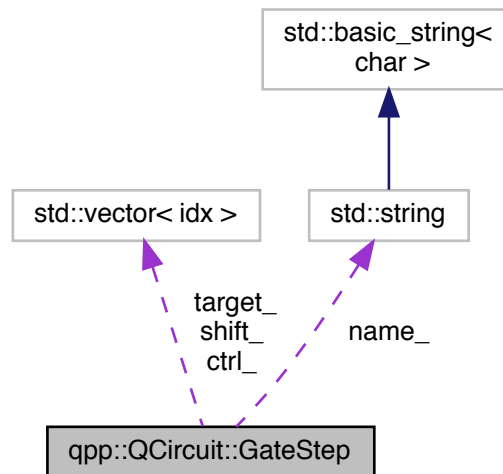 std::basic_string<
char >
std::vector< idx >
std::string
target_
shift_
ctrl_
name_
qpp::QCircuit::GateStep